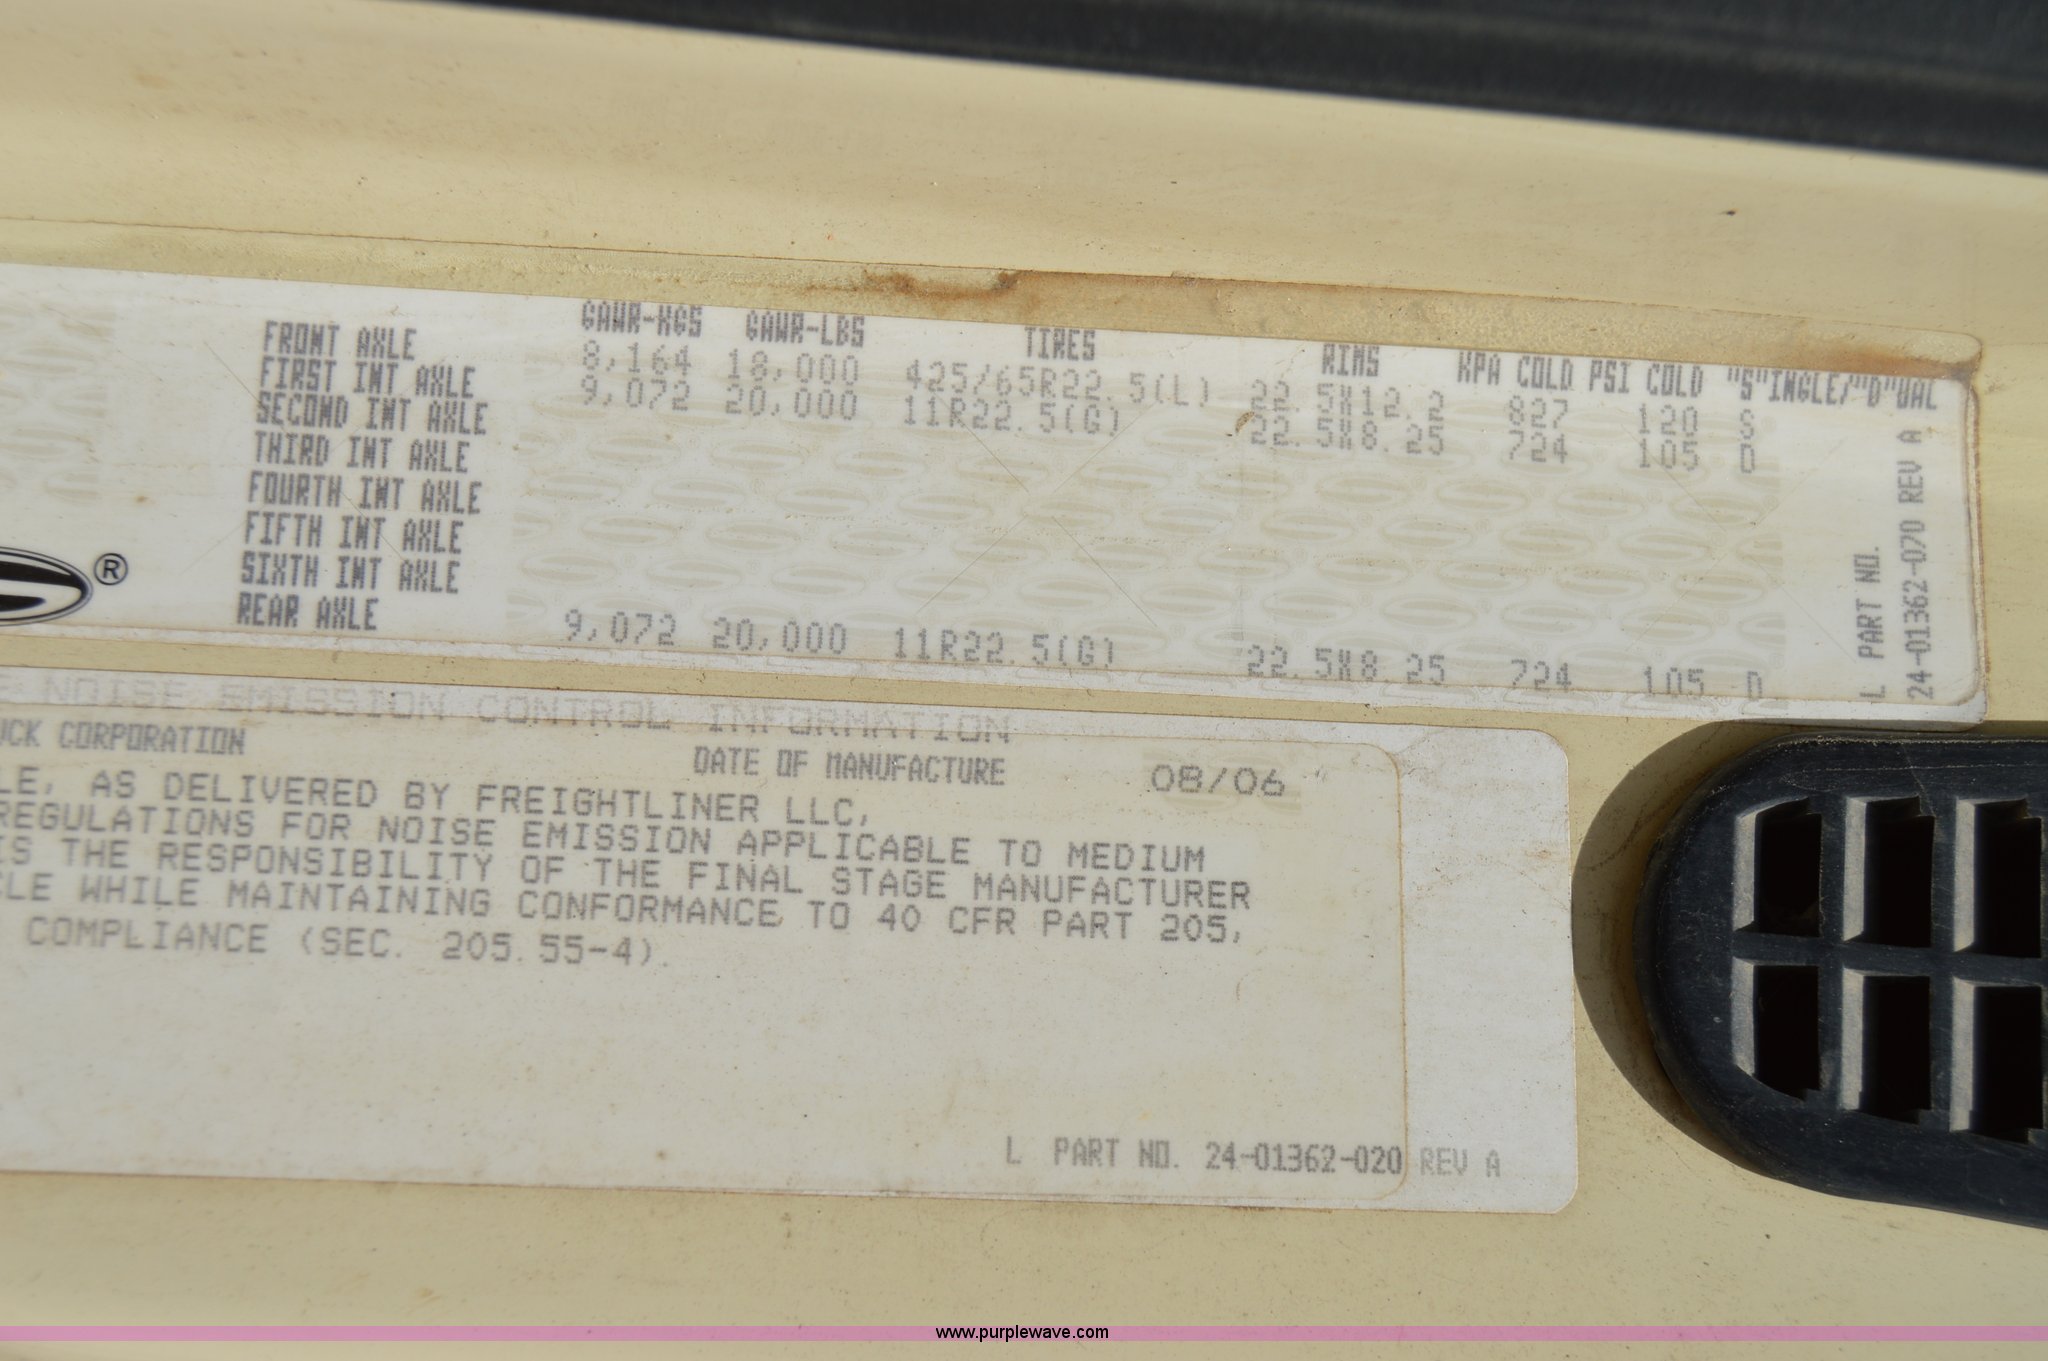 GAWR-KGS GAWR-LBS TIRES RIMS KPA COLD PSI COLD "S"INGLE/"D"UAL
FRONT AXLE 8,164 18,000 425/65R22.5(L) 22.5X12.2 827 120 S
FIRST INT AXLE 9,072 20,000 11R22.5(G) 22.5X8.25 724 105 D
SECOND INT AXLE
THIRD INT AXLE
FOURTH INT AXLE
FIFTH INT AXLE
SIXTH INT AXLE
REAR AXLE 9,072 20,000 11R22.5(G) 22.5X8.25 724 105 D
®
L PART NO.
24-01362-070 REV A
E NOISE EMISSION CONTROL INFORMATION
UCK CORPORATION DATE OF MANUFACTURE 08/06
LE, AS DELIVERED BY FREIGHTLINER LLC,
REGULATIONS FOR NOISE EMISSION APPLICABLE TO MEDIUM
IS THE RESPONSIBILITY OF THE FINAL STAGE MANUFACTURER
CLE WHILE MAINTAINING CONFORMANCE TO 40 CFR PART 205,
COMPLIANCE (SEC. 205.55-4).
L PART NO. 24-01362-020 REV A
www.purplewave.com